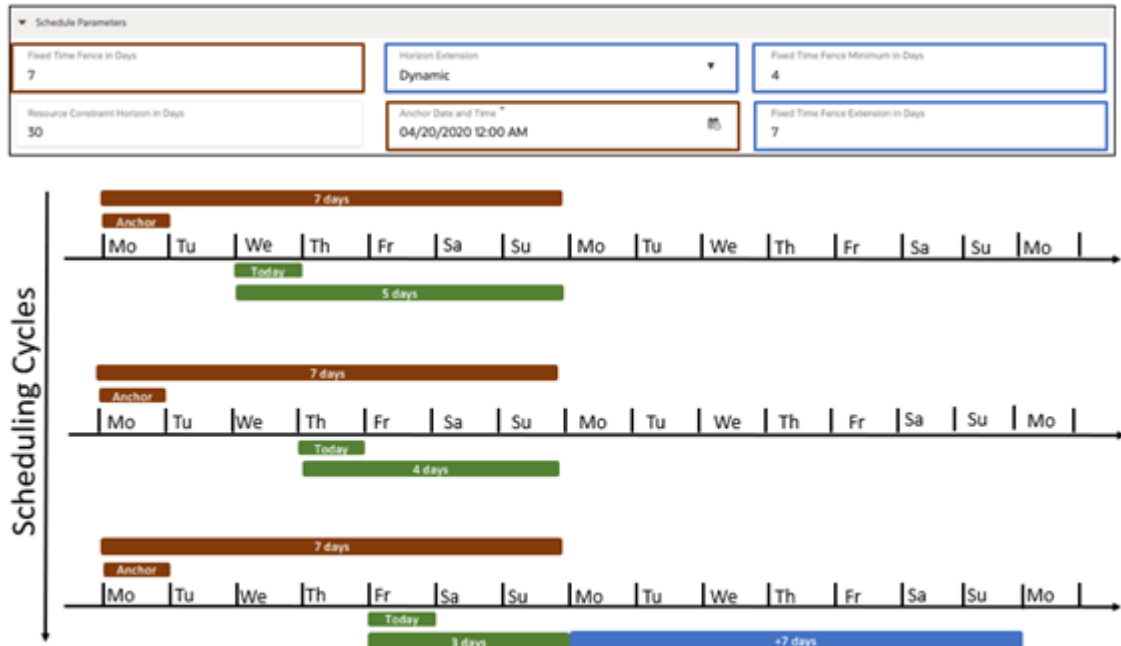 Schedule Parameters
Fixed Time Fence in Days
7
Horizon Extension
Dynamic
Fixed Time Fence Minimum in Days
4
Resource Constraint Horizon in Days
30
Anchor Date and Time *
04/20/2020 12:00 AM
Fixed Time Fence Extension in Days
7
Scheduling Cycles
7 days
Anchor
Mo Tu We Th Fr Sa Su Mo Tu We Th Fr Sa Su Mo
Today
5 days
7 days
Anchor
Mo Tu We Th Fr Sa Su Mo Tu We Th Fr Sa Su Mo
Today
4 days
7 days
Anchor
Mo Tu We Th Fr Sa Su Mo Tu We Th Fr Sa Su Mo
Today
3 days +7 days